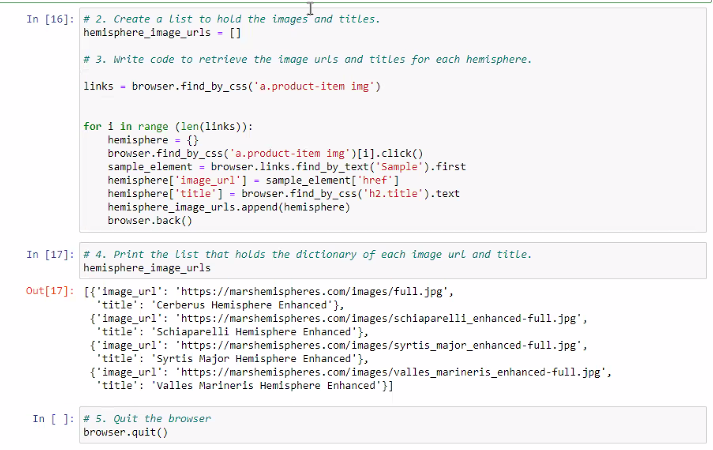 In [16]: # 2. Create a list to hold the images and titles.
hemisphere_image_urls = []
# 3. Write code to retrieve the image urls and titles for each hemisphere.
links = browser.find_by_css('a.product-item img')
for i in range (len(links)):
    hemisphere = {}
    browser.find_by_css('a.product-item img')[i].click()
    sample_element = browser.links.find_by_text('Sample').first
    hemisphere['image_url'] = sample_element['href']
    hemisphere['title'] = browser.find_by_css('h2.title').text
    hemisphere_image_urls.append(hemisphere)
    browser.back()
In [17]: # 4. Print the list that holds the dictionary of each image url and title.
hemisphere_image_urls
Out[17]: [{'image_url': 'https://marshemispheres.com/images/full.jpg',
  'title': 'Cerberus Hemisphere Enhanced'},
 {'image_url': 'https://marshemispheres.com/images/schiaparelli_enhanced-full.jpg',
  'title': 'Schiaparelli Hemisphere Enhanced'},
 {'image_url': 'https://marshemispheres.com/images/syrtis_major_enhanced-full.jpg',
  'title': 'Syrtis Major Hemisphere Enhanced'},
 {'image_url': 'https://marshemispheres.com/images/valles_marineris_enhanced-full.jpg',
  'title': 'Valles Marineris Hemisphere Enhanced'}]
In [ ]: # 5. Quit the browser
browser.quit()